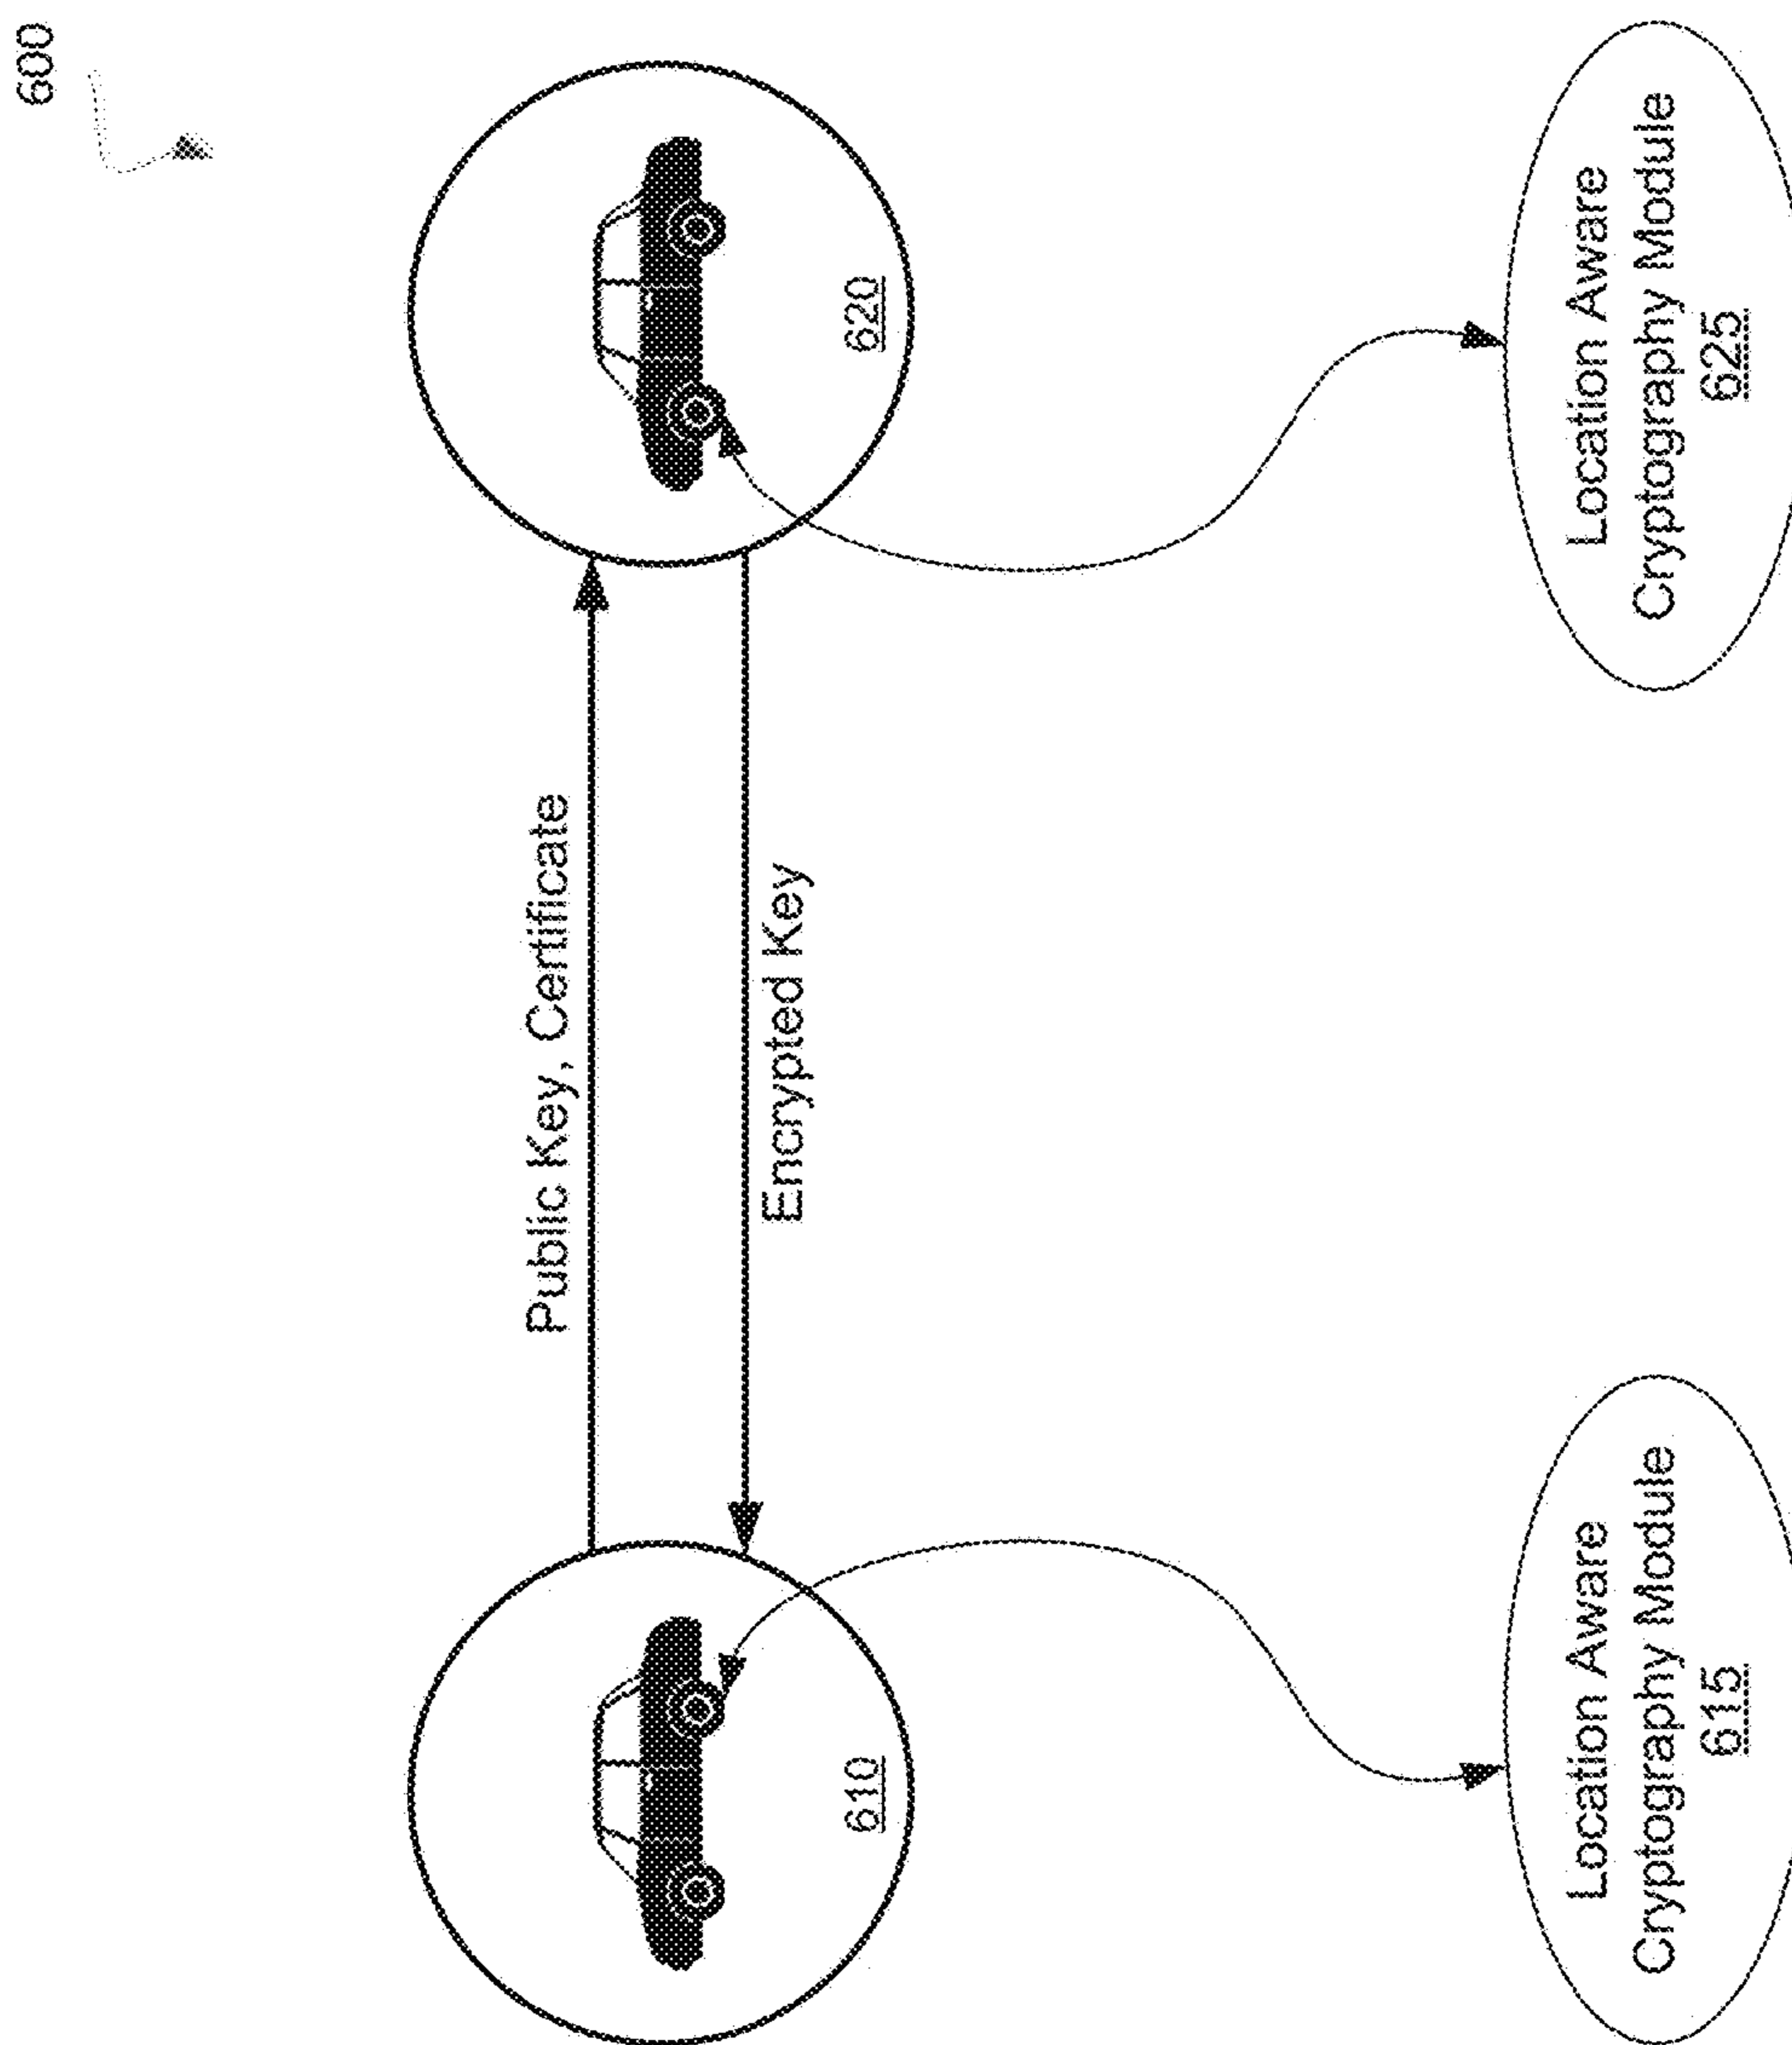 600
Public Key, Certificate
Encrypted Key
610
620
Location Aware
Cryptography Module
615
Location Aware
Cryptography Module
625